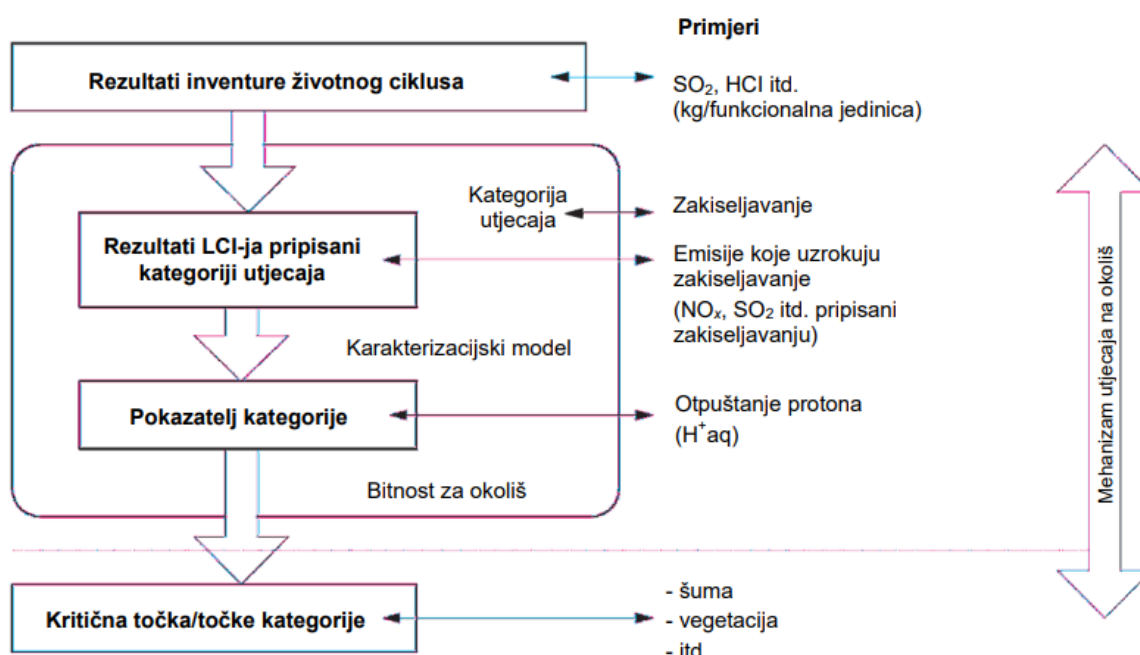 Primjeri
Rezultati inventure životnog ciklusa
SO₂, HCl itd.
(kg/funkcionalna jedinica)
Kategorija
utjecaja
Zakiseljavanje
Rezultati LCI-ja pripisani
kategoriji utjecaja
Emisije koje uzrokuju
zakiseljavanje
(NOₓ, SO₂ itd. pripisani
zakiseljavanju)
Karakterizacijski model
Pokazatelj kategorije
Otpuštanje protona
(H⁺aq)
Bitnost za okoliš
Mehanizam utjecaja na okoliš
Kritična točka/točke kategorije
- šuma
- vegetacija
- itd